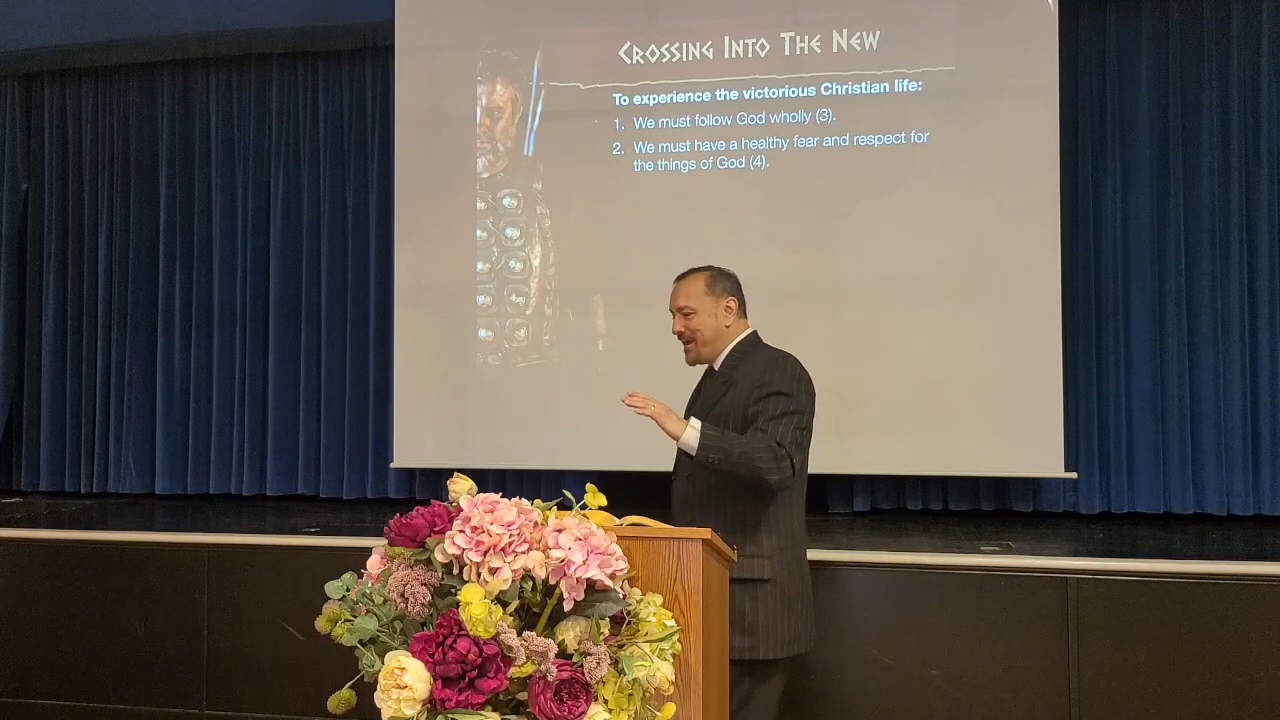 Crossing Into The New
To experience the victorious Christian life:
1. We must follow God wholly (3).
2. We must have a healthy fear and respect for
the things of God (4).